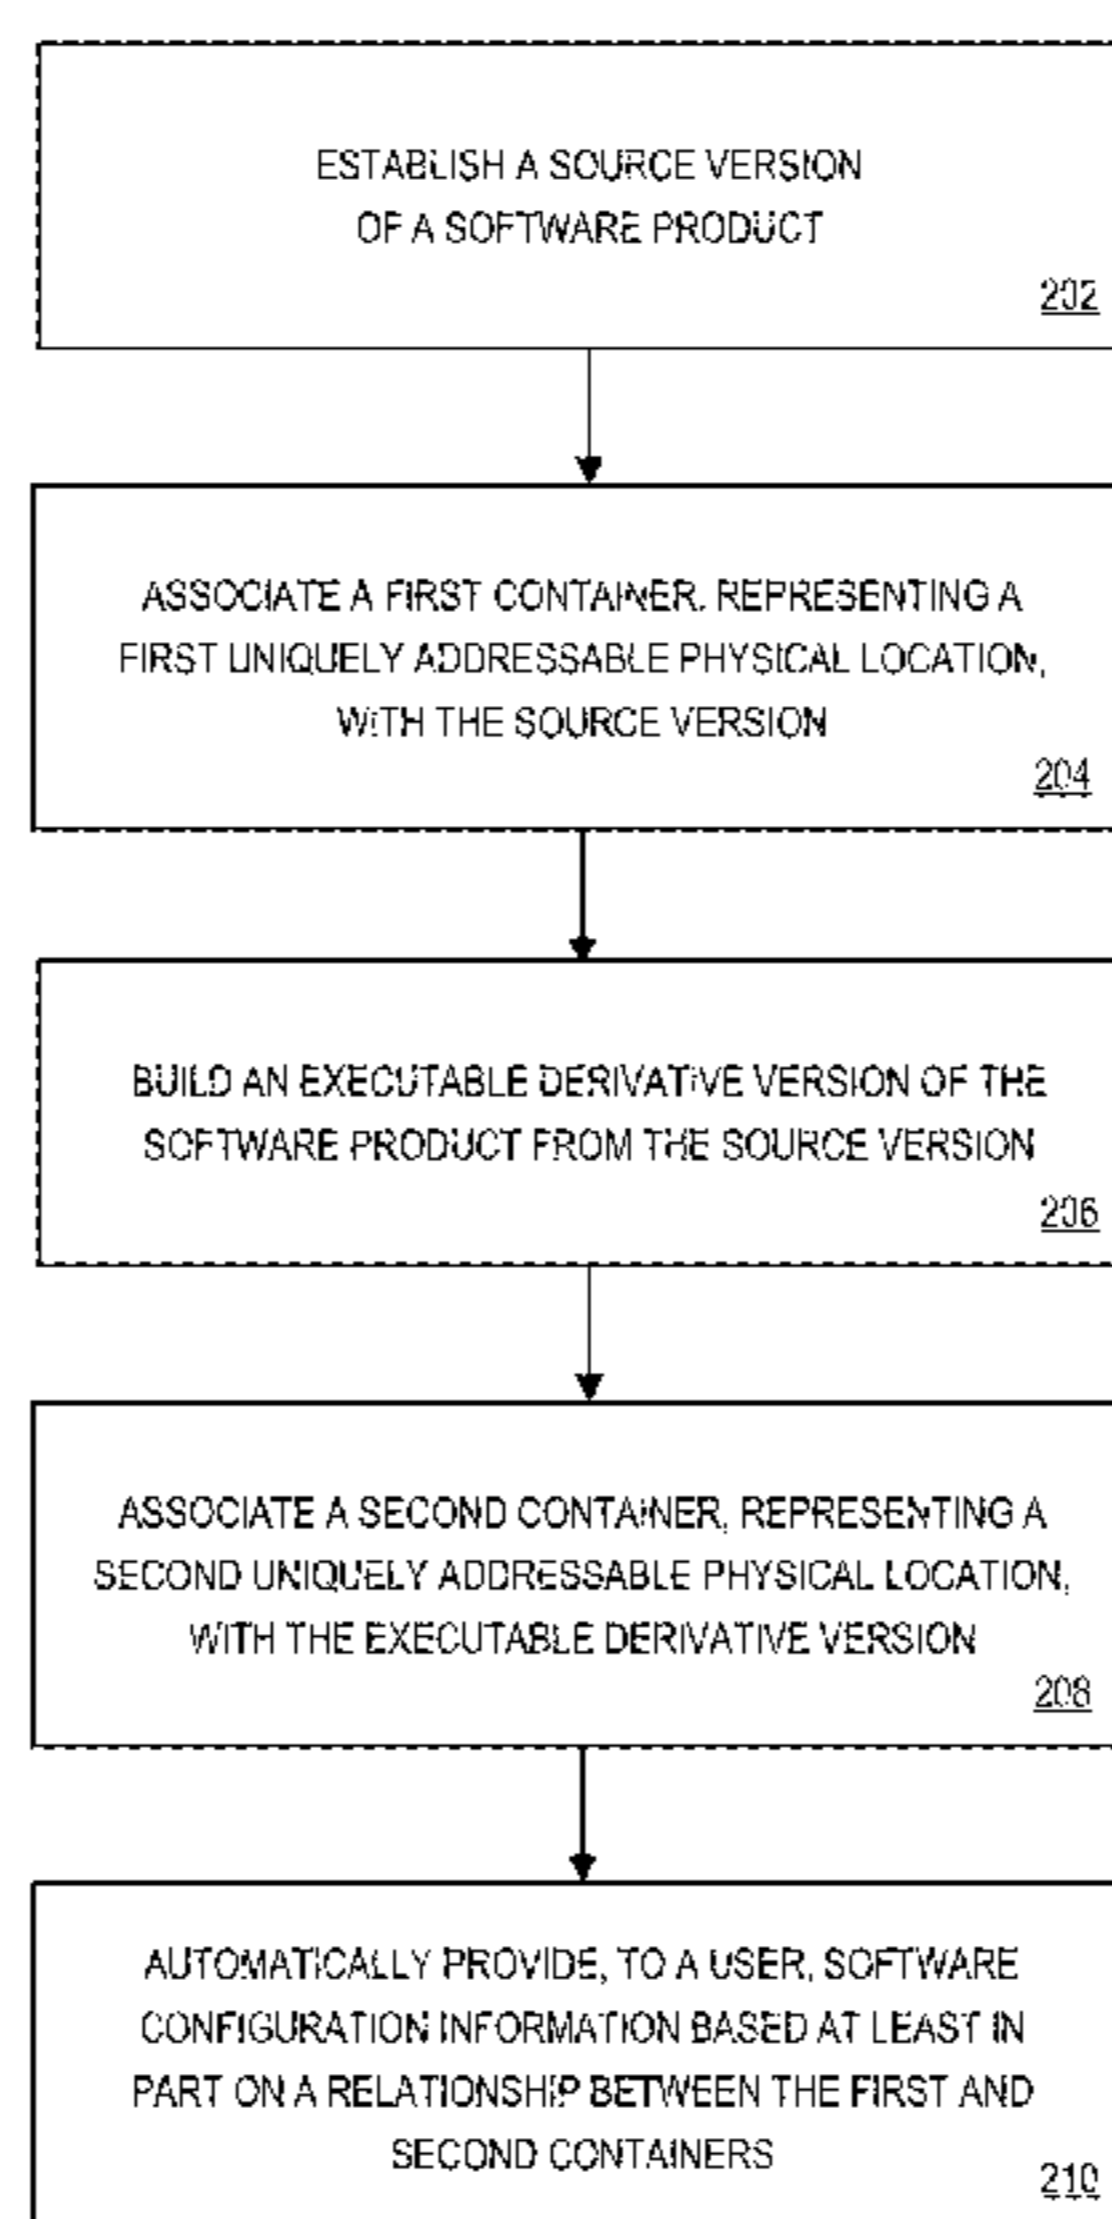 ESTABLISH A SOURCE VERSION
OF A SOFTWARE PRODUCT
202
ASSOCIATE A FIRST CONTAINER, REPRESENTING A
FIRST UNIQUELY ADDRESSABLE PHYSICAL LOCATION,
WITH THE SOURCE VERSION
204
BUILD AN EXECUTABLE DERIVATIVE VERSION OF THE
SOFTWARE PRODUCT FROM THE SOURCE VERSION
206
ASSOCIATE A SECOND CONTAINER, REPRESENTING A
SECOND UNIQUELY ADDRESSABLE PHYSICAL LOCATION,
WITH THE EXECUTABLE DERIVATIVE VERSION
208
AUTOMATICALLY PROVIDE, TO A USER, SOFTWARE
CONFIGURATION INFORMATION BASED AT LEAST IN
PART ON A RELATIONSHIP BETWEEN THE FIRST AND
SECOND CONTAINERS
210